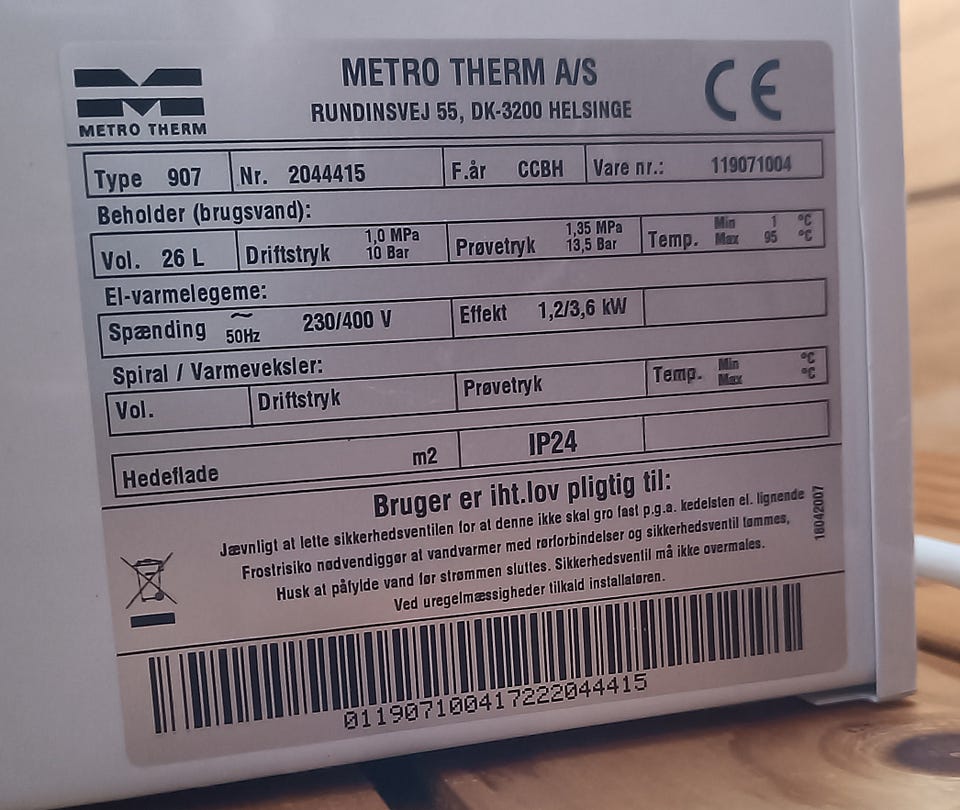 METRO THERM
METRO THERM A/S
RUNDINSVEJ 55, DK-3200 HELSINGE
CE
Type 907 Nr. 2044415 F.år CCBH Vare nr.: 119071004
Beholder (brugsvand):
Vol. 26 L Driftstryk 1,0 MPa 10 Bar Prøvetryk 1,35 MPa 13,5 Bar Temp. Min 1 °C Max 95 °C
El-varmelegeme:
Spænding ~ 50Hz 230/400 V Effekt 1,2/3,6 kW
Spiral / Varmeveksler:
Vol. Driftstryk Prøvetryk Temp. Min °C Max °C
Hedeflade m2 IP24
Bruger er iht.lov pligtig til:
Jævnligt at lette sikkerhedsventilen for at denne ikke skal gro fast p.g.a. kedelsten el. lignende
Frostrisiko nødvendiggør at vandvarmer med rørforbindelser og sikkerhedsventil tømmes,
Husk at påfylde vand før strømmen sluttes. Sikkerhedsventil må ikke overmales.
Ved uregelmæssigheder tilkald installatøren.
18042007
01190710041722​2044415